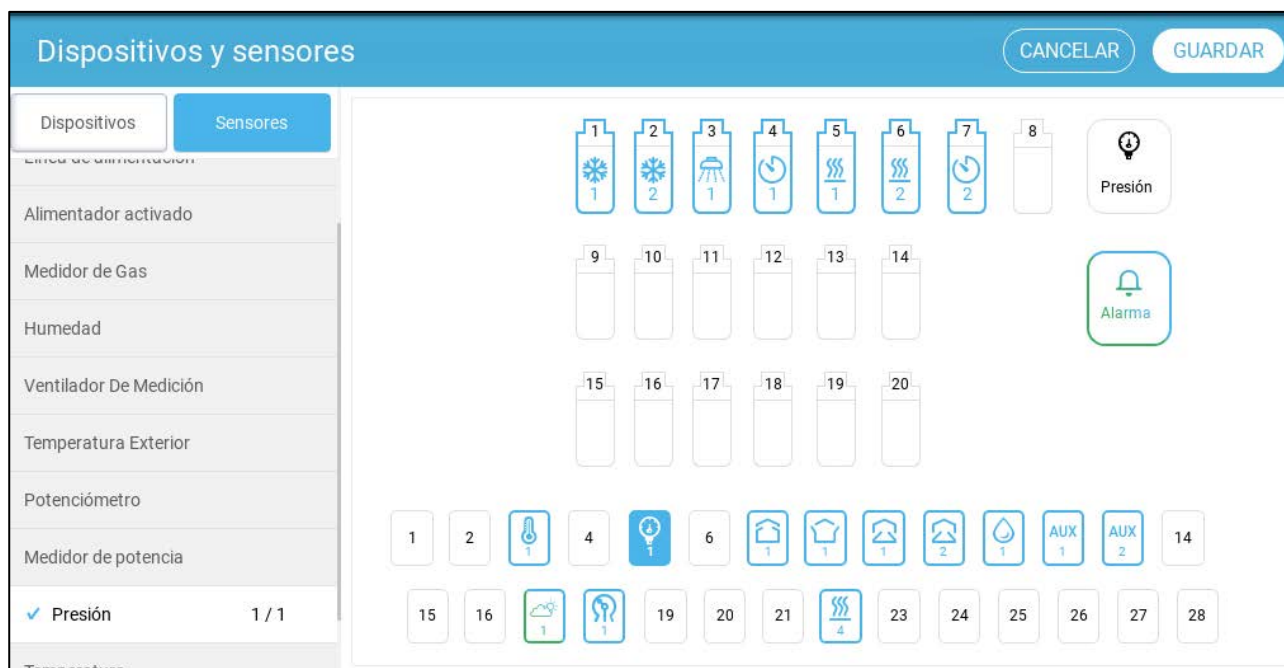 Dispositivos y sensores
CANCELAR
GUARDAR
Dispositivos
Sensores
Línea de alimentación
Alimentador activado
Medidor de Gas
Humedad
Ventilador De Medición
Temperatura Exterior
Potenciómetro
Medidor de potencia
Presión 1 / 1
1 2 3 4 5 6 7 8
1 2 1 1 1 2 2
Presión
9 10 11 12 13 14
Alarma
15 16 17 18 19 20
1 2 1 4 1 6 1 1 1 2 1 AUX 1 AUX 2 14
15 16 1 1 19 20 21 4 23 24 25 26 27 28